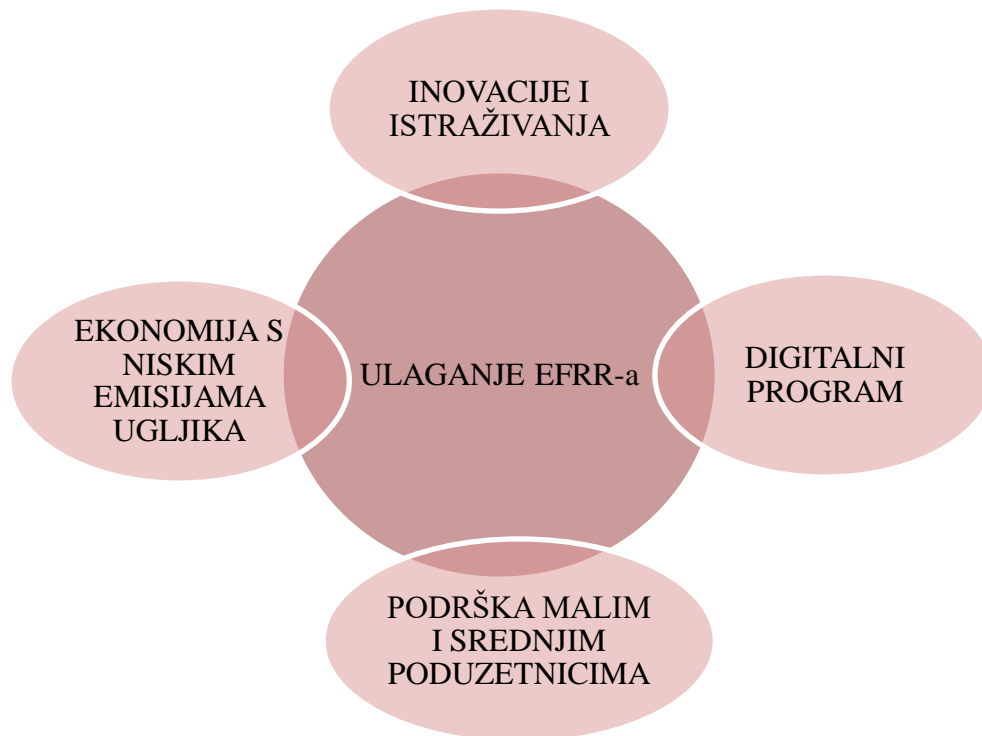 INOVACIJE I
ISTRAŽIVANJA
EKONOMIJA S
NISKIM
EMISIJAMA
UGLJIKA
ULAGANJE EFRR-a
DIGITALNI
PROGRAM
PODRŠKA MALIM
I SREDNJIM
PODUZETNICIMA